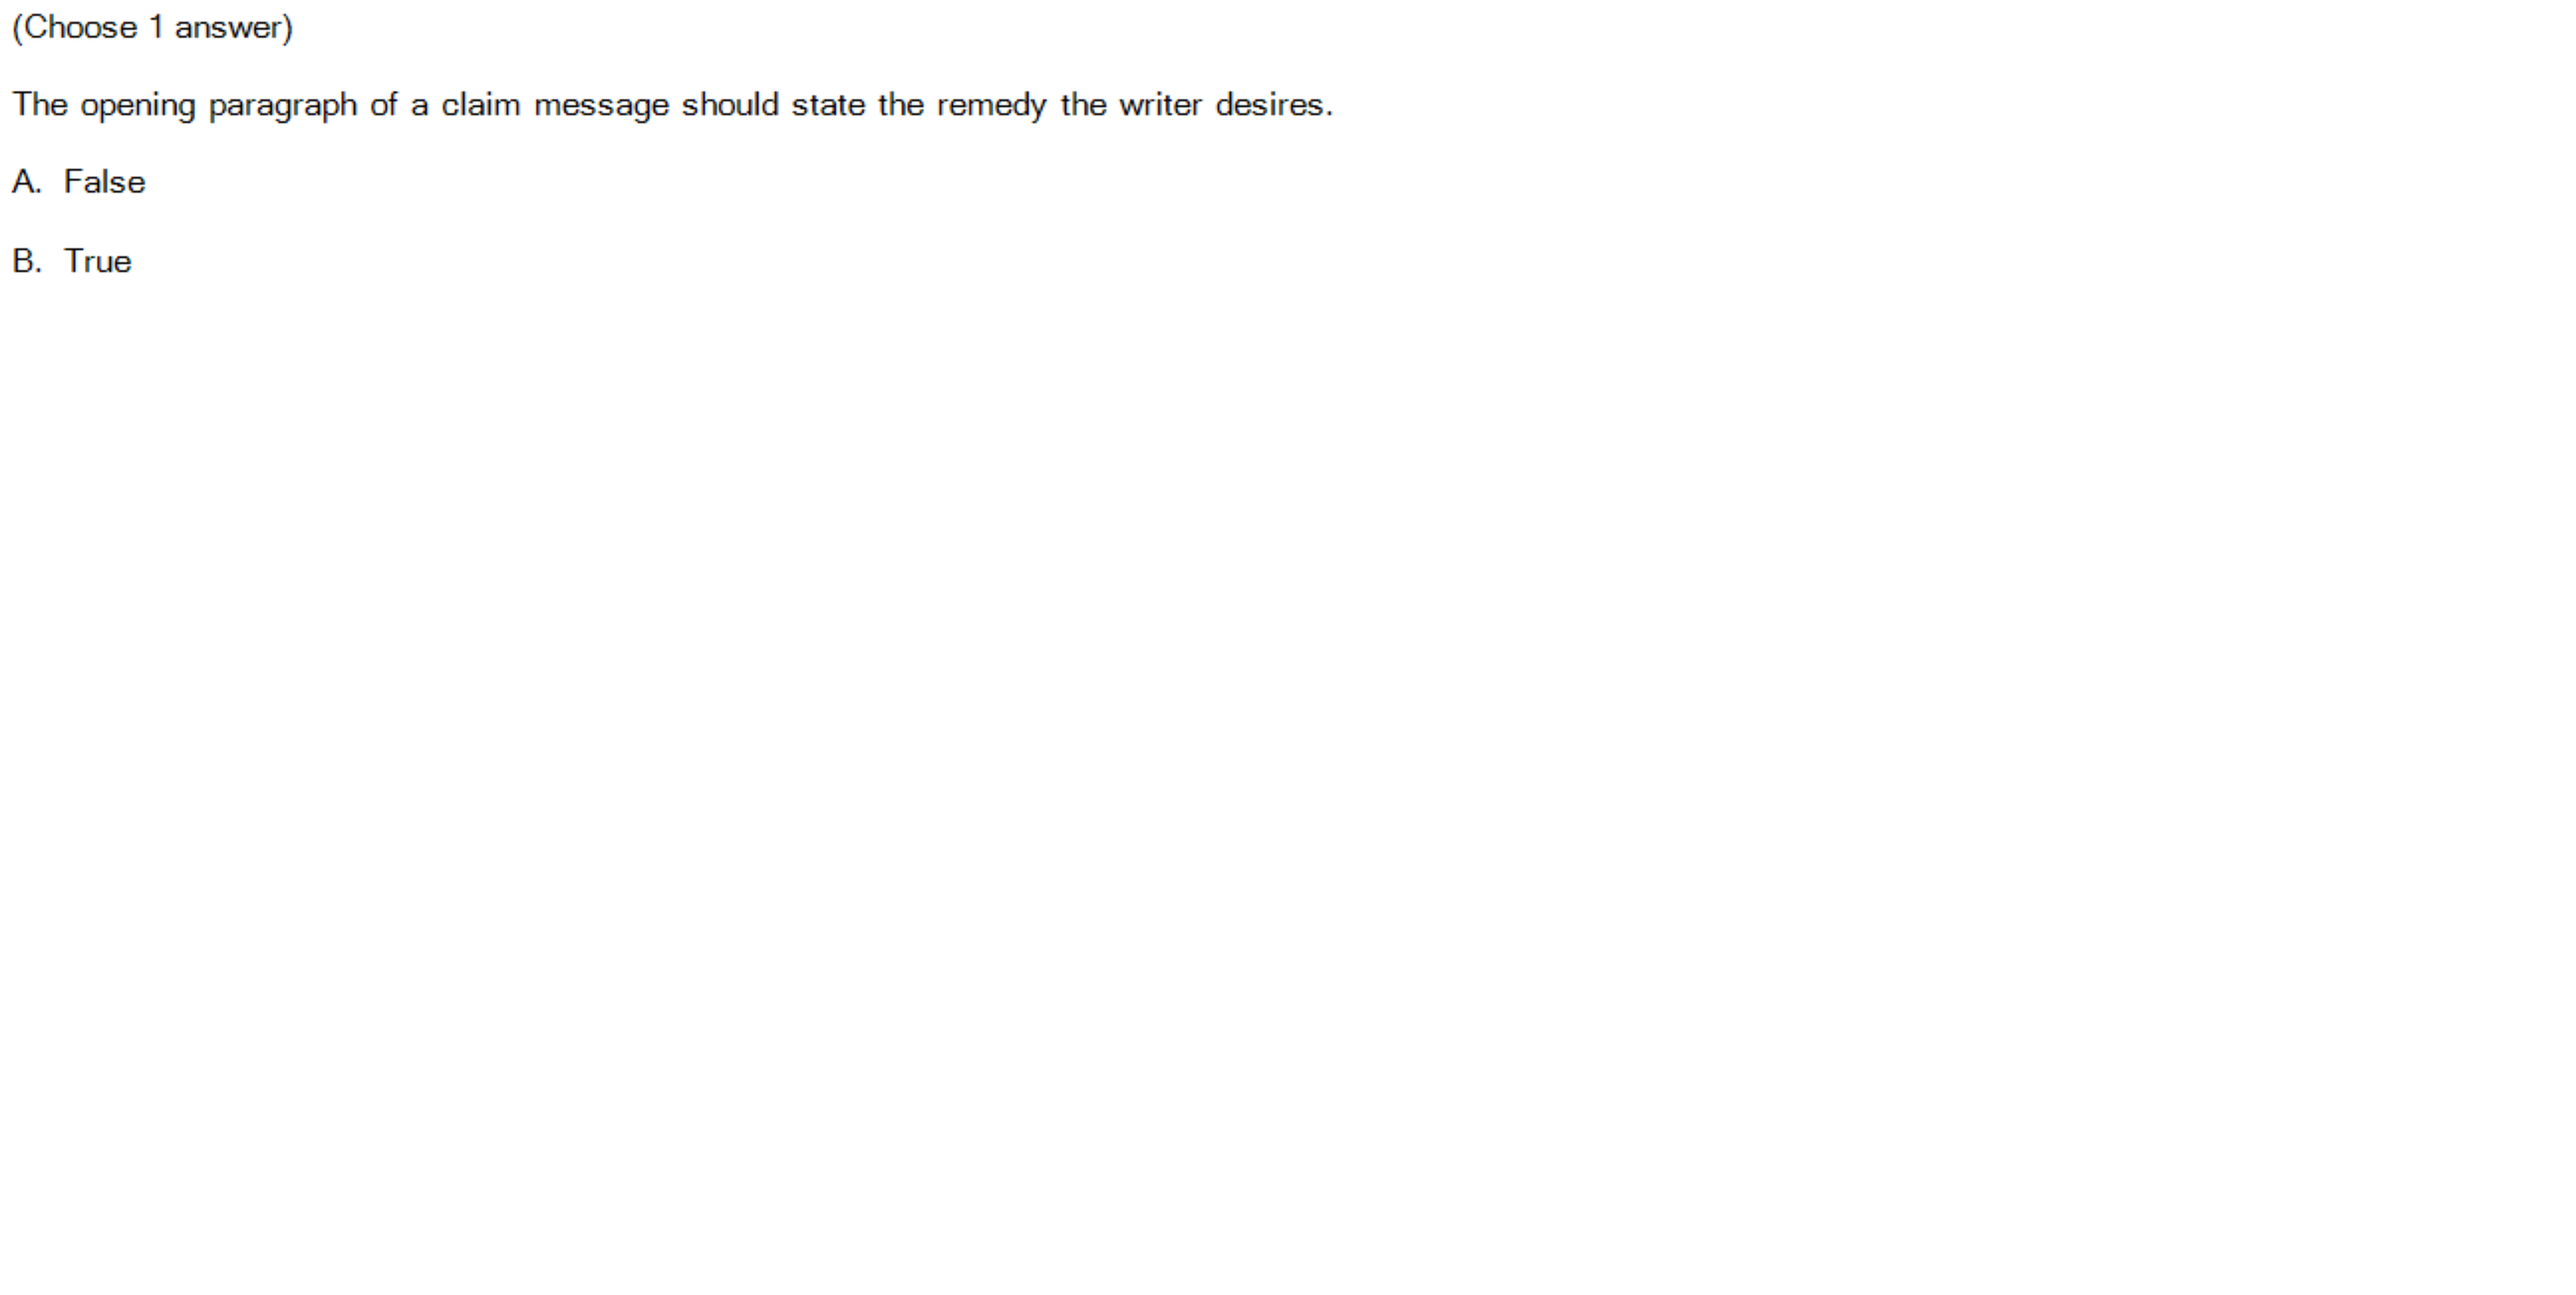 (Choose 1 answer)
The opening paragraph of a claim message should state the remedy the writer desires.
A. False
B. True